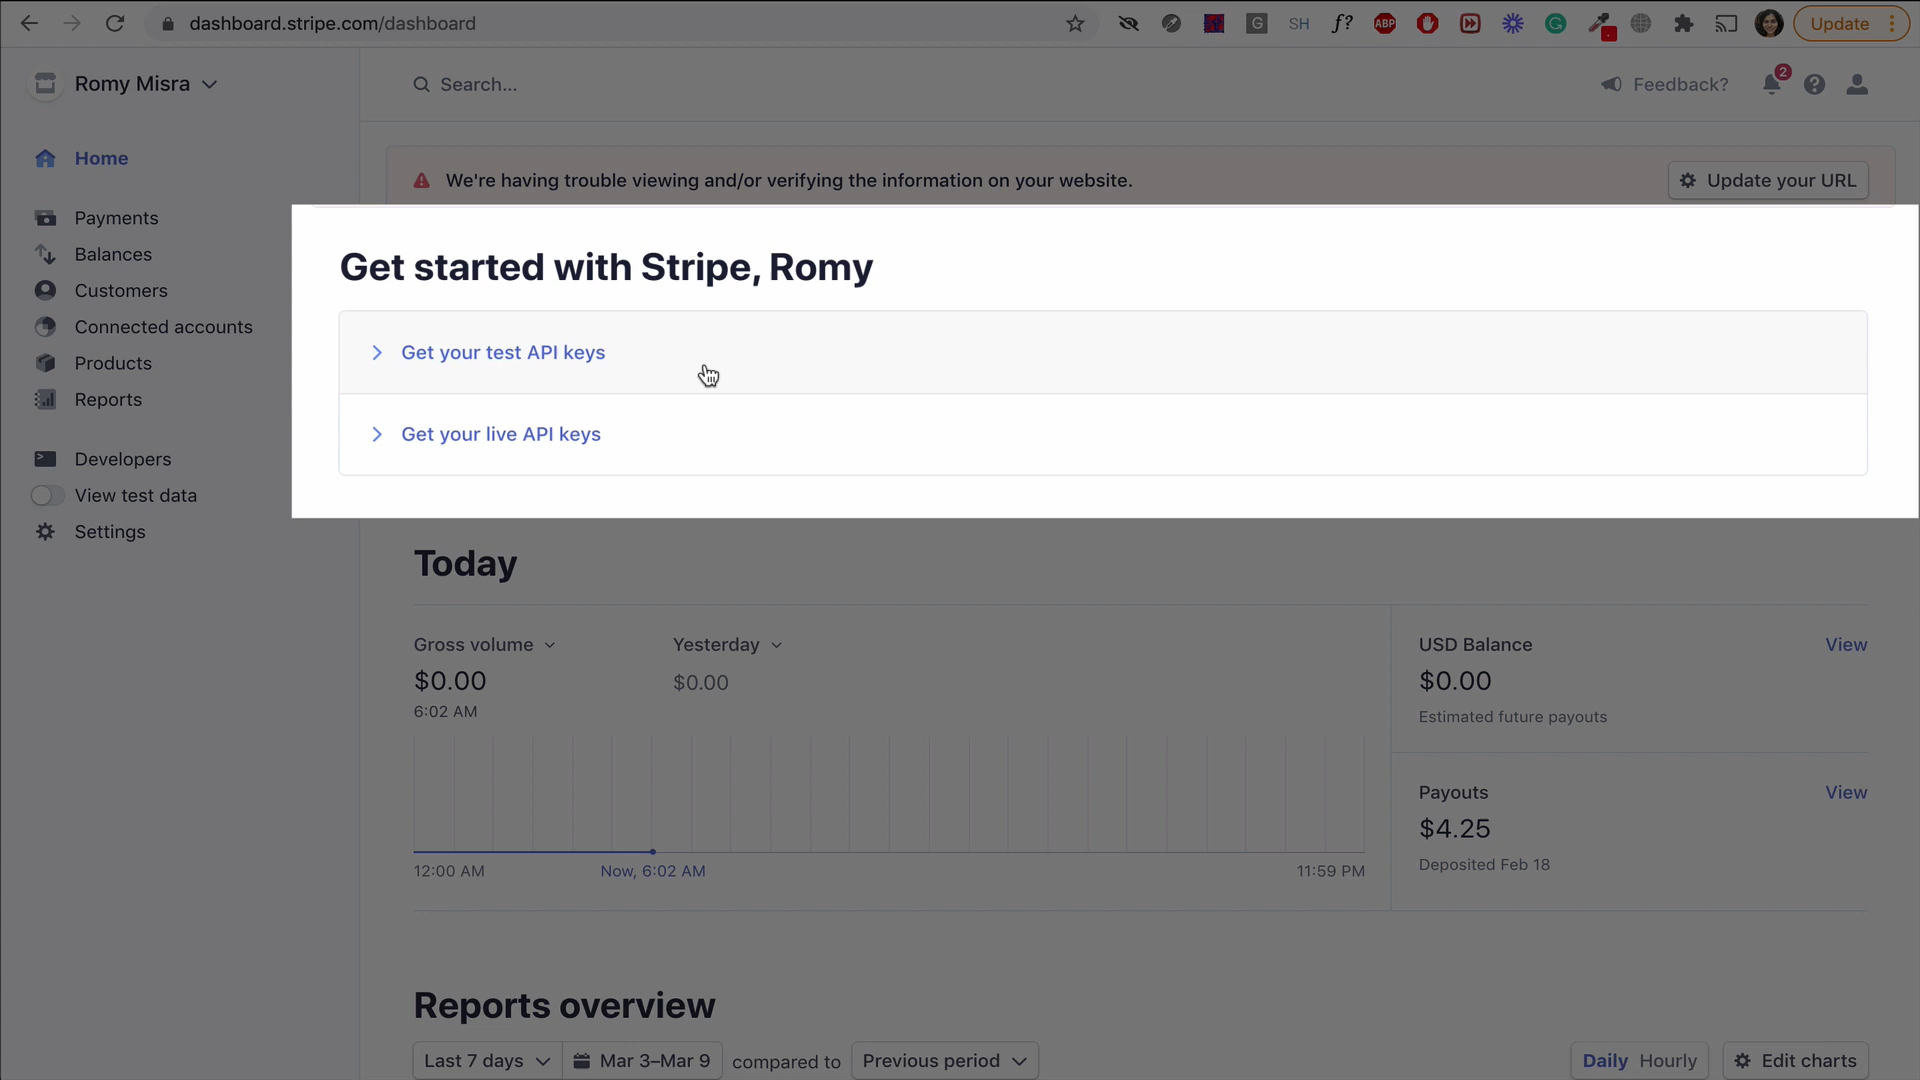 dashboard.stripe.com/dashboard
G
SH
f?
ABP
G
Update
Romy Misra
Search...
Feedback?
2
Home
We're having trouble viewing and/or verifying the information on your website.
Update your URL
Payments
Balances
Customers
Connected accounts
Products
Reports
Developers
View test data
Settings
Get started with Stripe, Romy
Get your test API keys
Get your live API keys
Today
Gross volume
Yesterday
$0.00
$0.00
6:02 AM
12:00 AM
Now, 6:02 AM
11:59 PM
USD Balance
View
$0.00
Estimated future payouts
Payouts
View
$4.25
Deposited Feb 18
Reports overview
Last 7 days
Mar 3–Mar 9
compared to
Previous period
Daily
Hourly
Edit charts